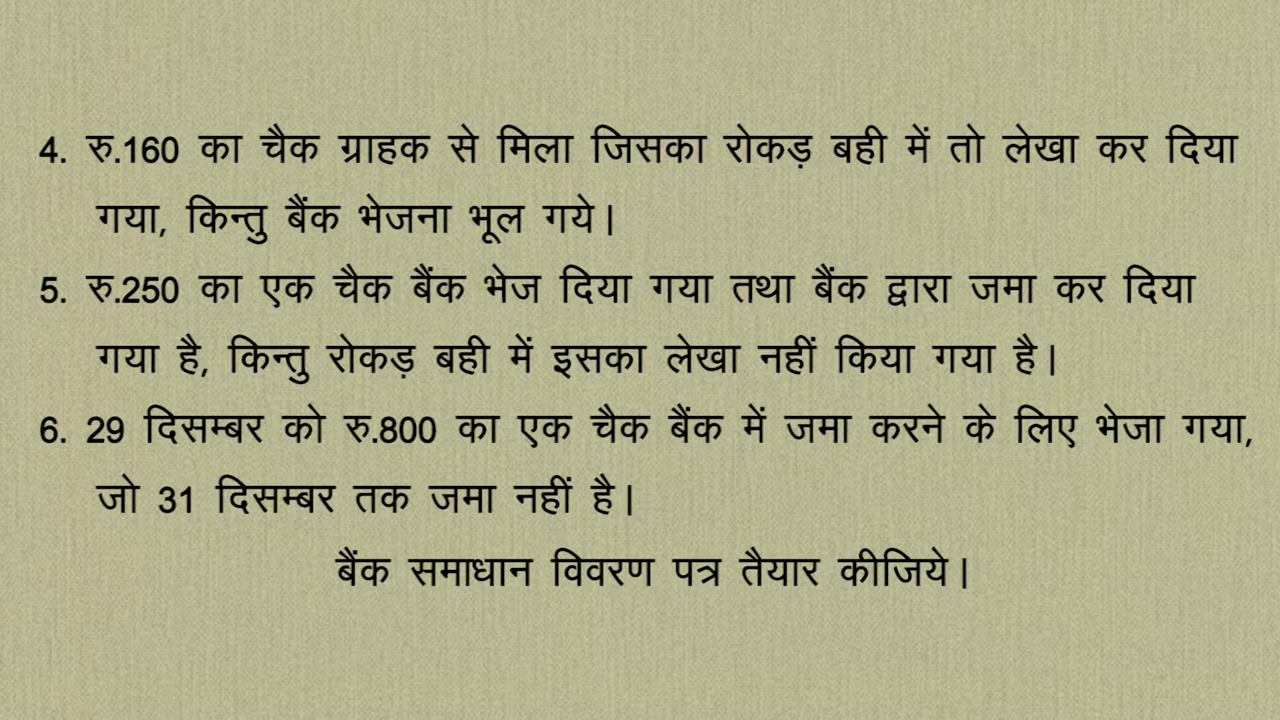 4. रु.160 का चैक ग्राहक से मिला जिसका रोकड़ बही में तो लेखा कर दिया
गया, किन्तु बैंक भेजना भूल गये।
5. रु.250 का एक चैक बैंक भेज दिया गया तथा बैंक द्वारा जमा कर दिया
गया है, किन्तु रोकड़ बही में इसका लेखा नहीं किया गया है।
6. 29 दिसम्बर को रु.800 का एक चैक बैंक में जमा करने के लिए भेजा गया,
जो 31 दिसम्बर तक जमा नहीं है।
बैंक समाधान विवरण पत्र तैयार कीजिये।